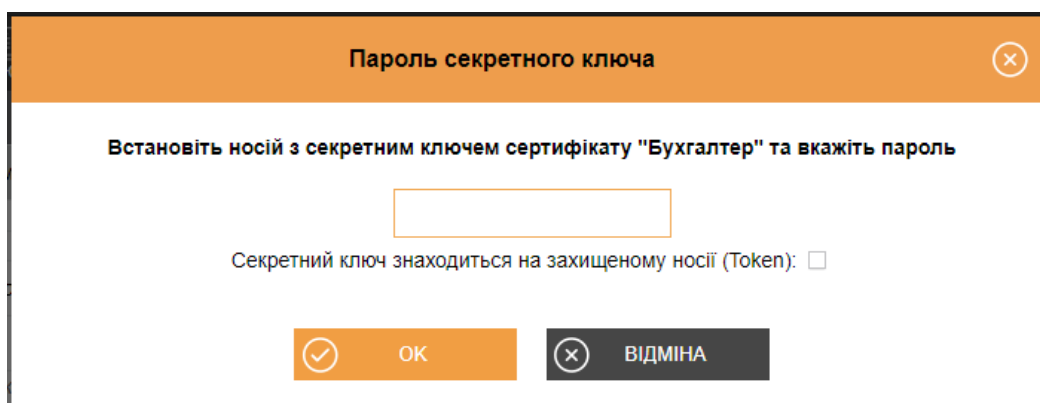 Пароль секретного ключа
Встановіть носій з секретним ключем сертифікату "Бухгалтер" та вкажіть пароль
Секретний ключ знаходиться на захищеному носії (Token):
OK
ВІДМІНА